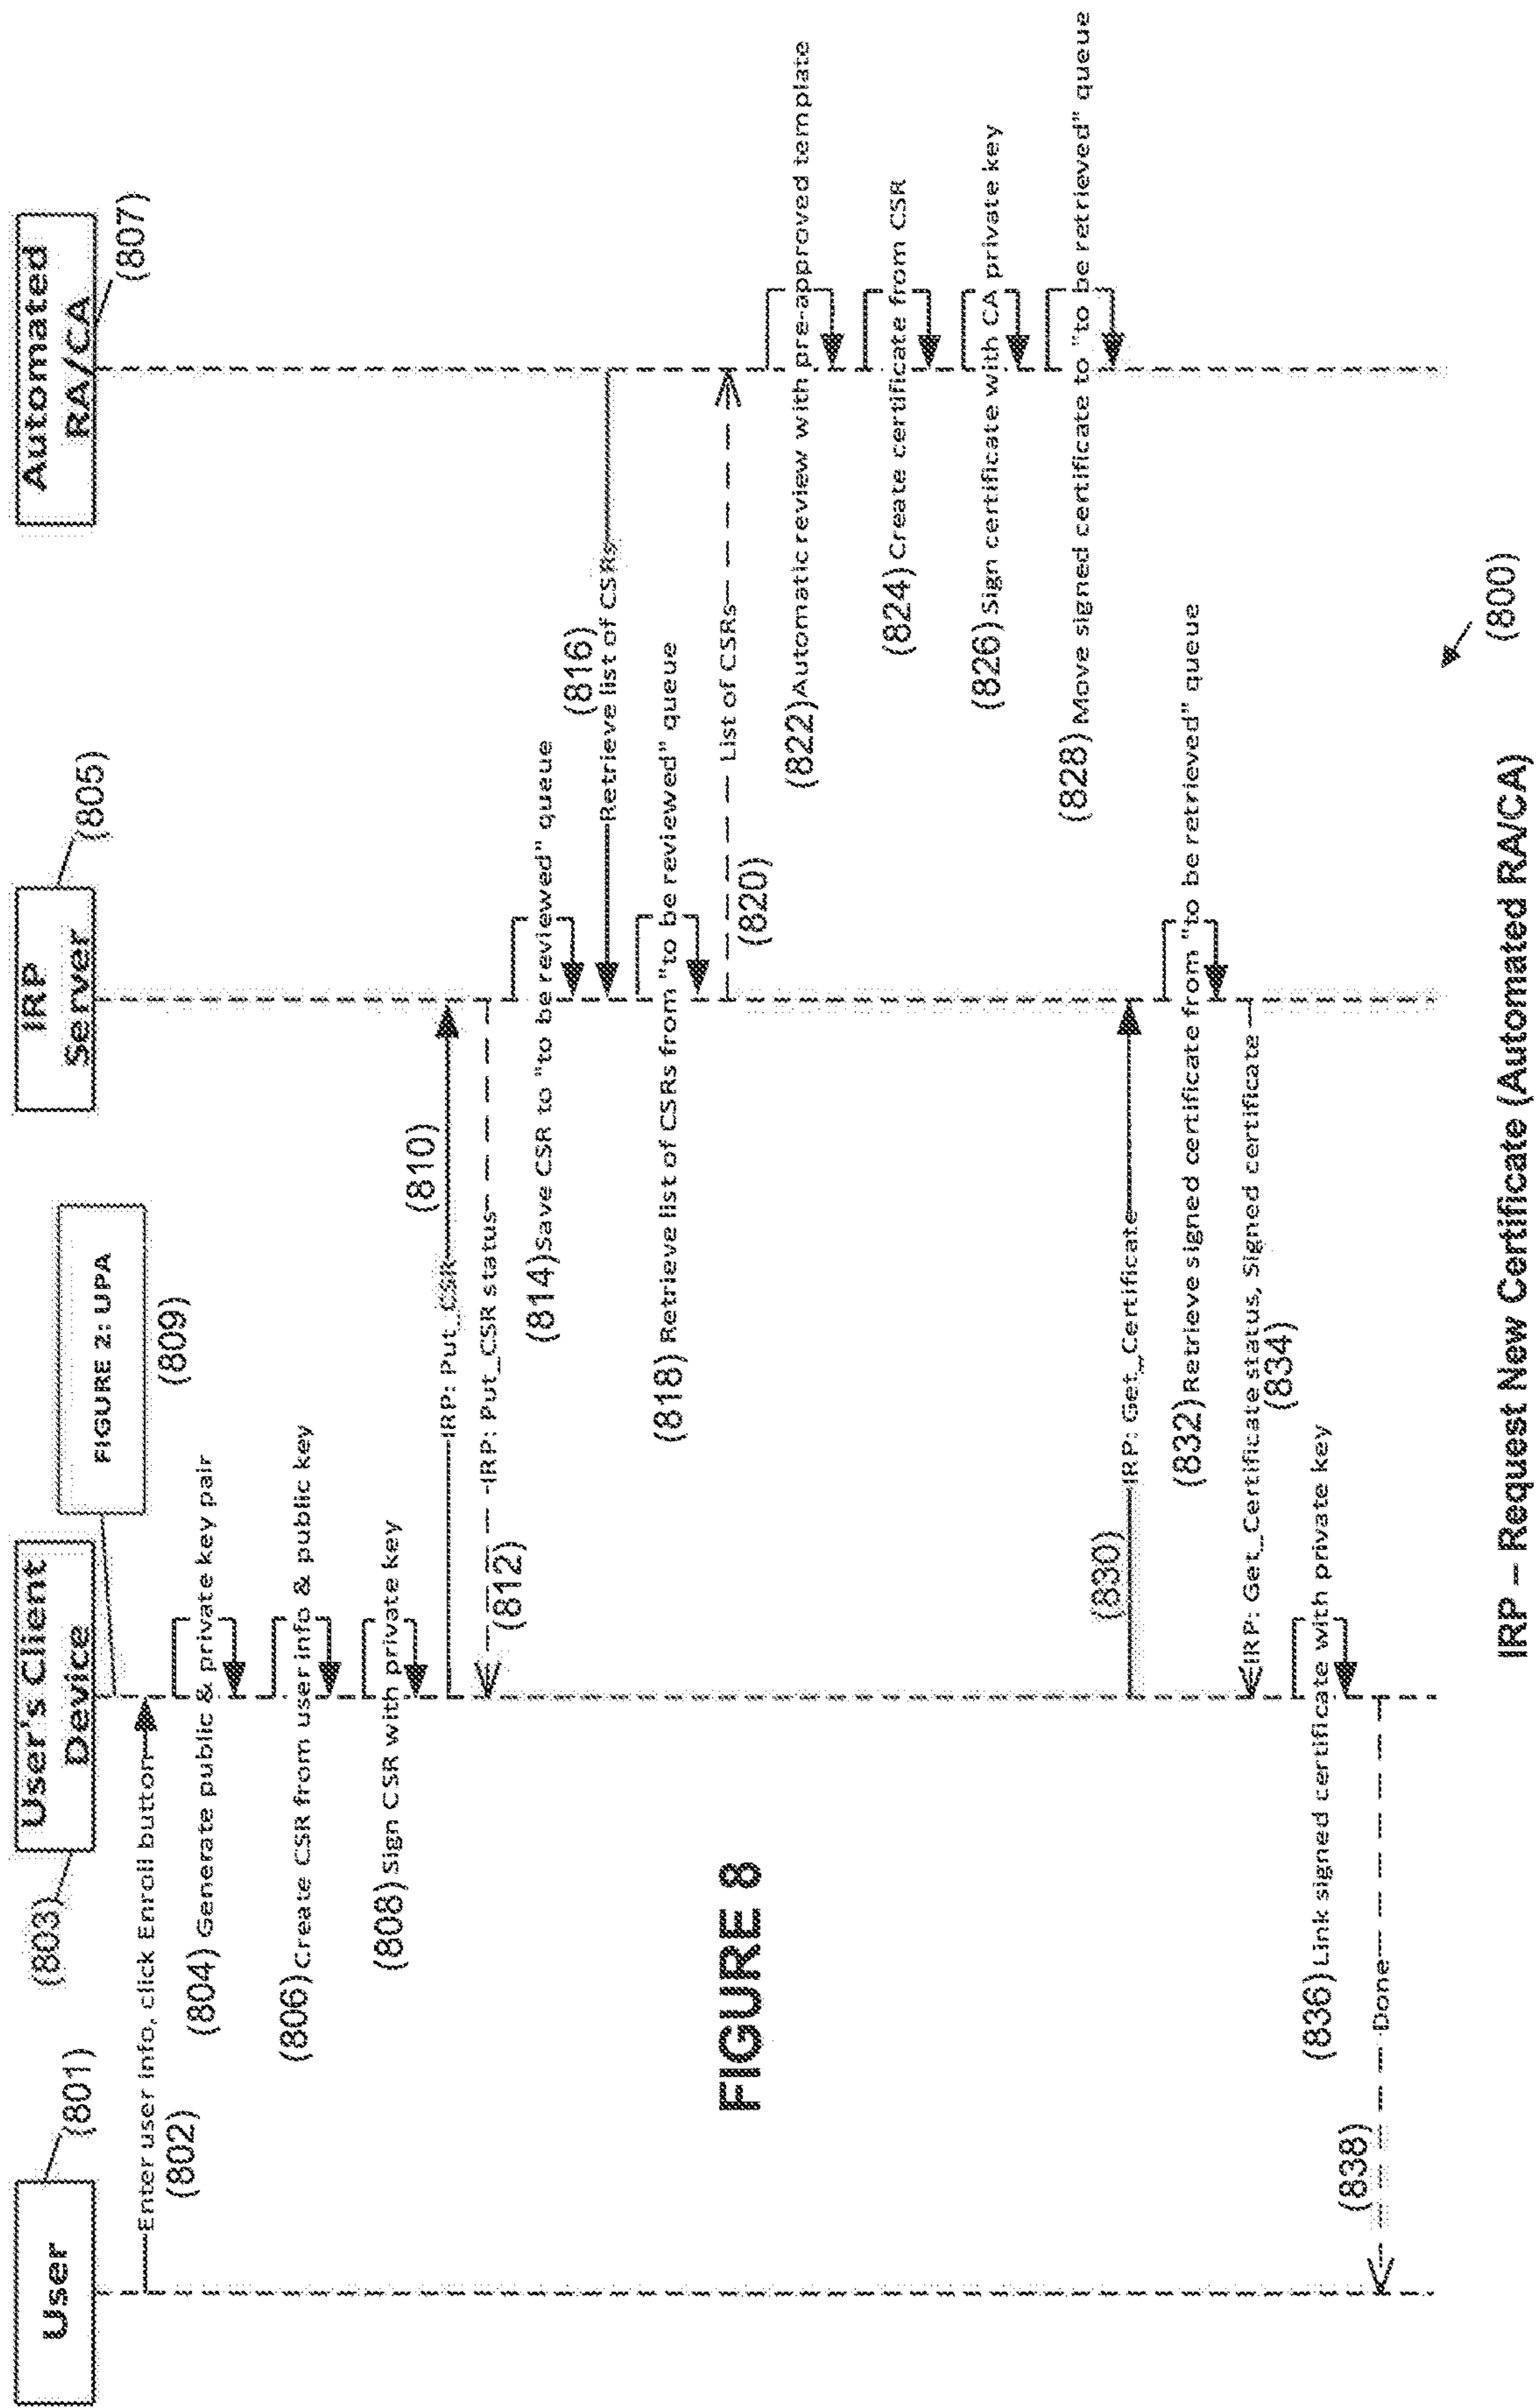 User
(801)
User's Client
Device
(803)
FIGURE 2: UPA
(809)
IRP
Server
(805)
Automated
RA/CA
(807)
Enter user info, click Enroll button
(802)
(804) Generate public & private key pair
(806) Create CSR from user info & public key
(808) Sign CSR with private key
(810)
IRP: Put_CSR
IRP: Put_CSR status
(812)
(814) Save CSR to "to be reviewed" queue
(816)
Retrieve list of CSRs
(818) Retrieve list of CSRs from "to be reviewed" queue
List of CSRs
(820)
(822) Automatic review with pre-approved template
(824) Create certificate from CSR
(826) Sign certificate with CA private key
(828) Move signed certificate to "to be retrieved" queue
(830)
IRP: Get_Certificate
(832) Retrieve signed certificate from "to be retrieved" queue
IRP: Get_Certificate status, Signed certificate
(834)
(836) Link signed certificate with private key
(838)
Done
FIGURE 8
(800)
IRP – Request New Certificate (Automated RA/CA)